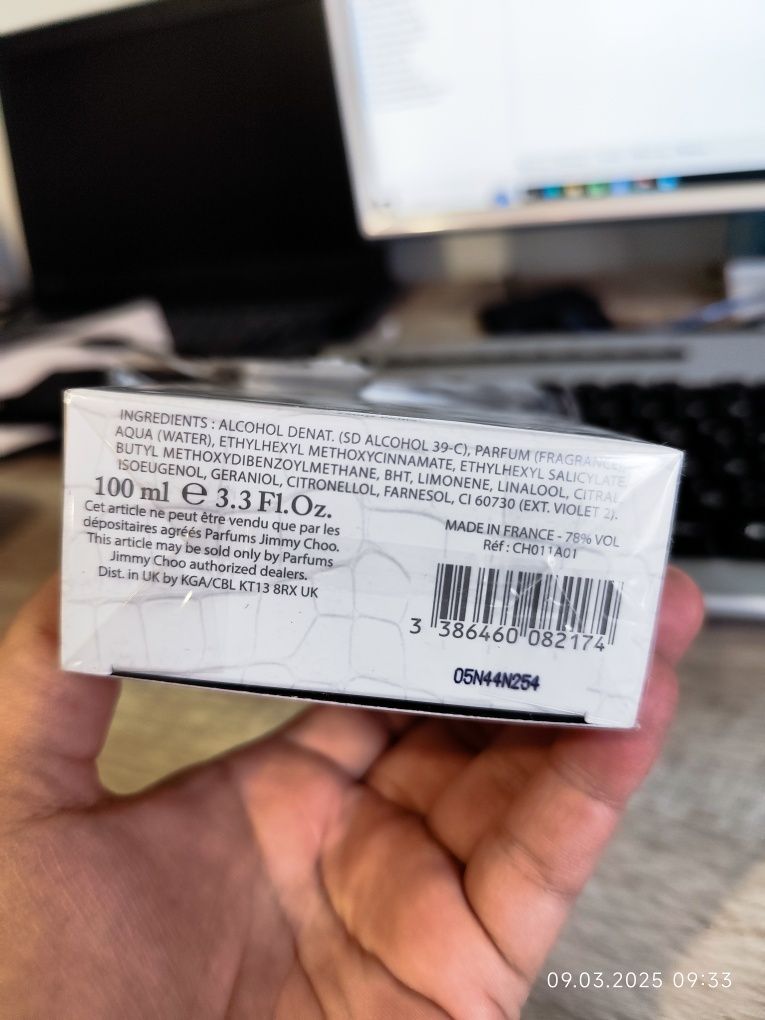 INGREDIENTS : ALCOHOL DENAT. (SD ALCOHOL 39-C), PARFUM (FRAGRANCE),
AQUA (WATER), ETHYLHEXYL METHOXYCINNAMATE, ETHYLHEXYL SALICYLATE,
BUTYL METHOXYDIBENZOYLMETHANE, BHT, LIMONENE, LINALOOL, CITRAL,
ISOEUGENOL, GERANIOL, CITRONELLOL, FARNESOL, CI 60730 (EXT. VIOLET 2).
100 ml ℮ 3.3 Fl.Oz.
Cet article ne peut être vendu que par les
dépositaires agréés Parfums Jimmy Choo.
This article may be sold only by Parfums
Jimmy Choo authorized dealers.
Dist. in UK by KGA/CBL KT13 8RX UK
MADE IN FRANCE - 78% VOL
Réf : CH011A01
3 386460 082174
05N44N254
09.03.2025 09:33